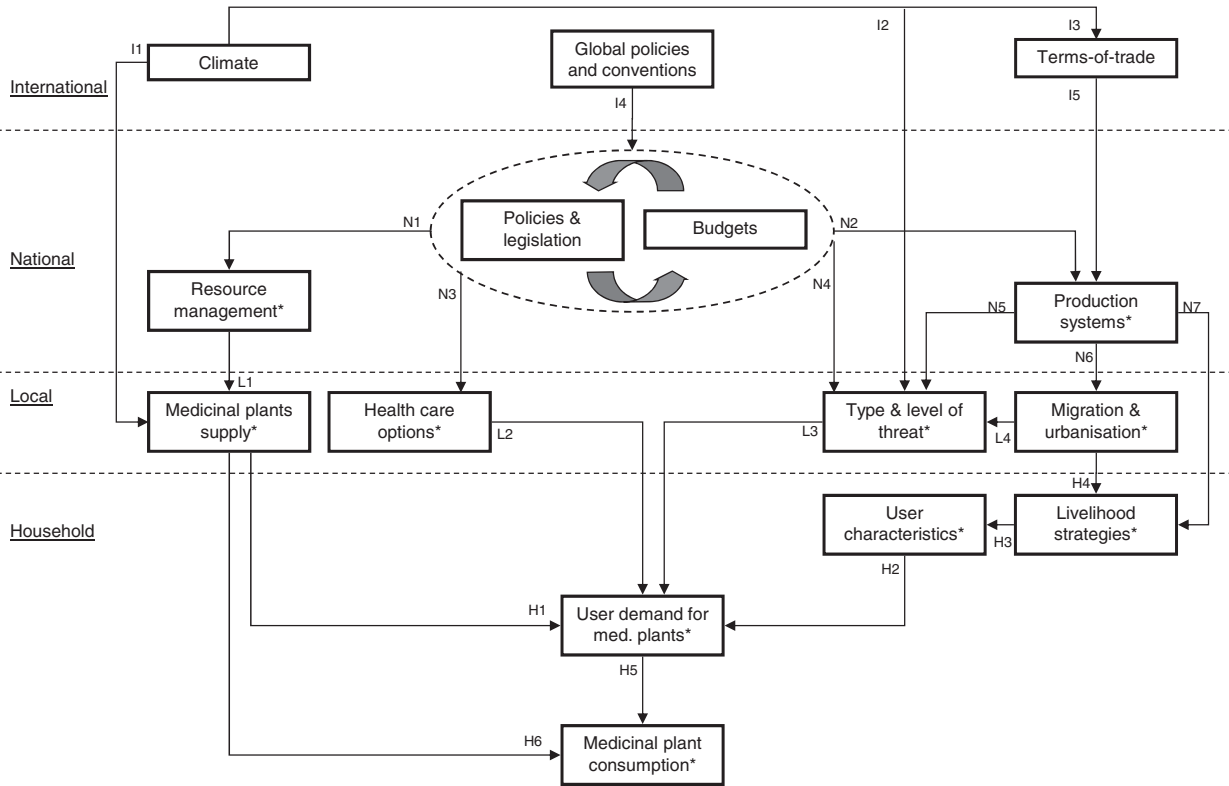 I1
I2
I3
Climate
Global policies
and conventions
Terms-of-trade
International
I4
I5
N1
Policies &
legislation
Budgets
N2
National
Resource
management*
N3
N4
N5
Production
systems*
N7
N6
L1
Local
Medicinal plants
supply*
Health care
options*
L2
L3
Type & level of
threat*
L4
Migration &
urbanisation*
H4
Household
User
characteristics*
H3
Livelihood
strategies*
H2
H1
User demand for
med. plants*
H5
H6
Medicinal plant
consumption*